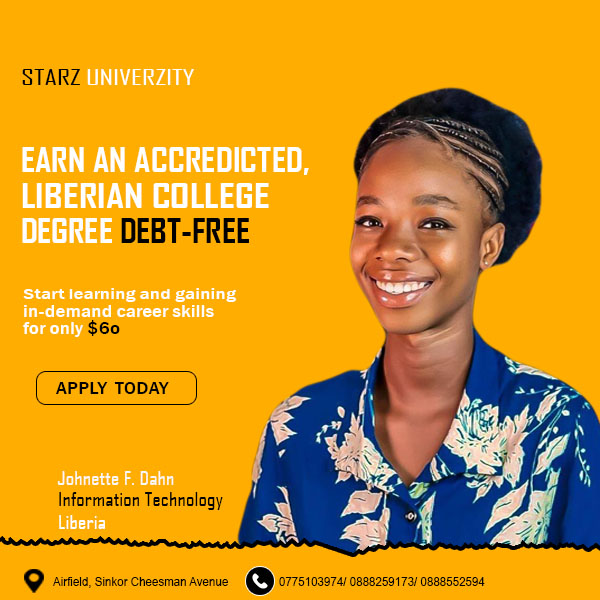 STARZ UNIVERZITY
EARN AN ACCREDICTED,
LIBERIAN COLLEGE
DEGREE DEBT-FREE
Start learning and gaining
in-demand career skills
for only $6o
APPLY TODAY
Johnette F. Dahn
Information Technology
Liberia
Airfield, Sinkor Cheesman Avenue
0775103974/ 0888259173/ 0888552594